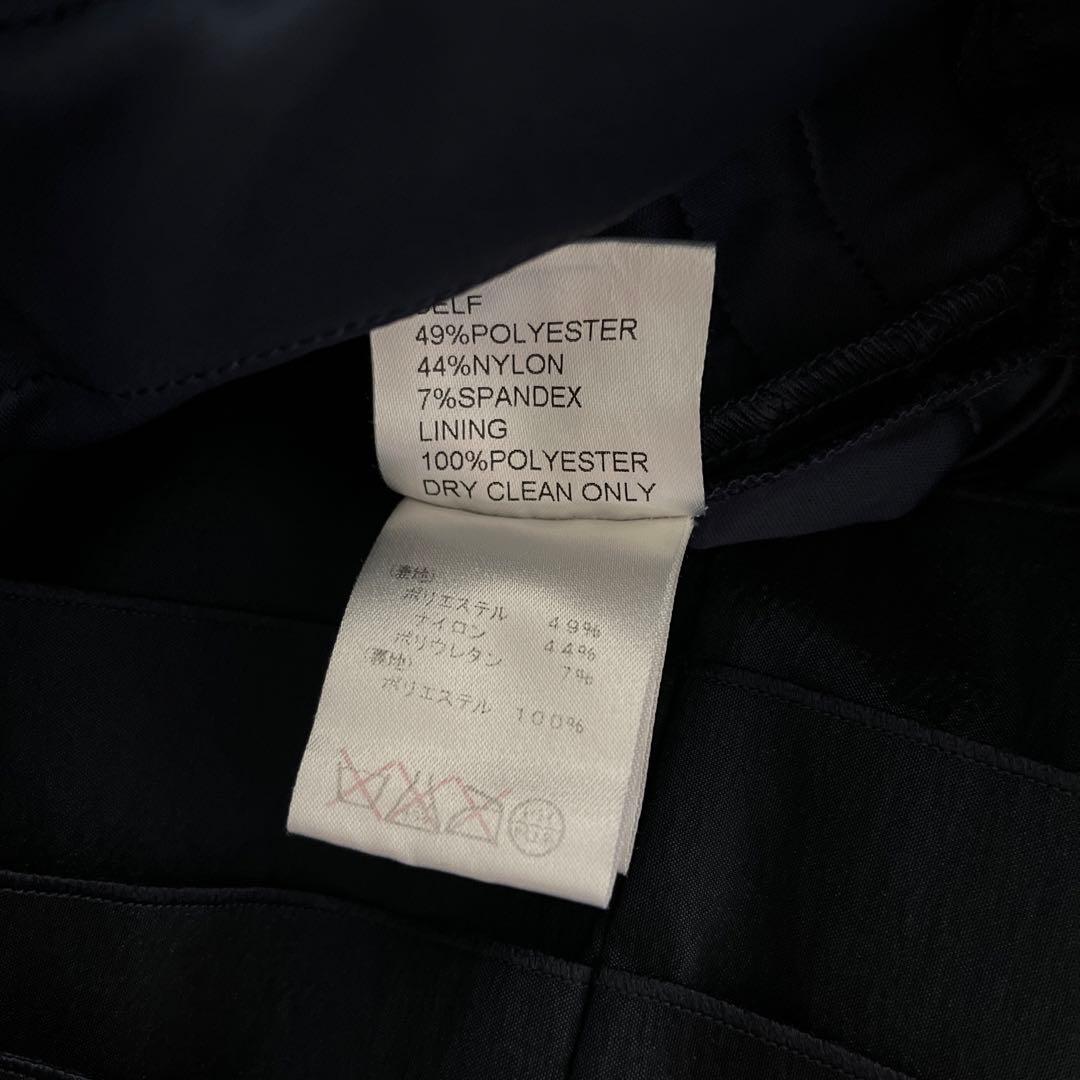 SELF
49%POLYESTER
44%NYLON
7%SPANDEX
LINING
100%POLYESTER
DRY CLEAN ONLY
(表地)
ポリエステル 49%
ナイロン 44%
ポリウレタン 7%
(裏地)
ポリエステル 100%